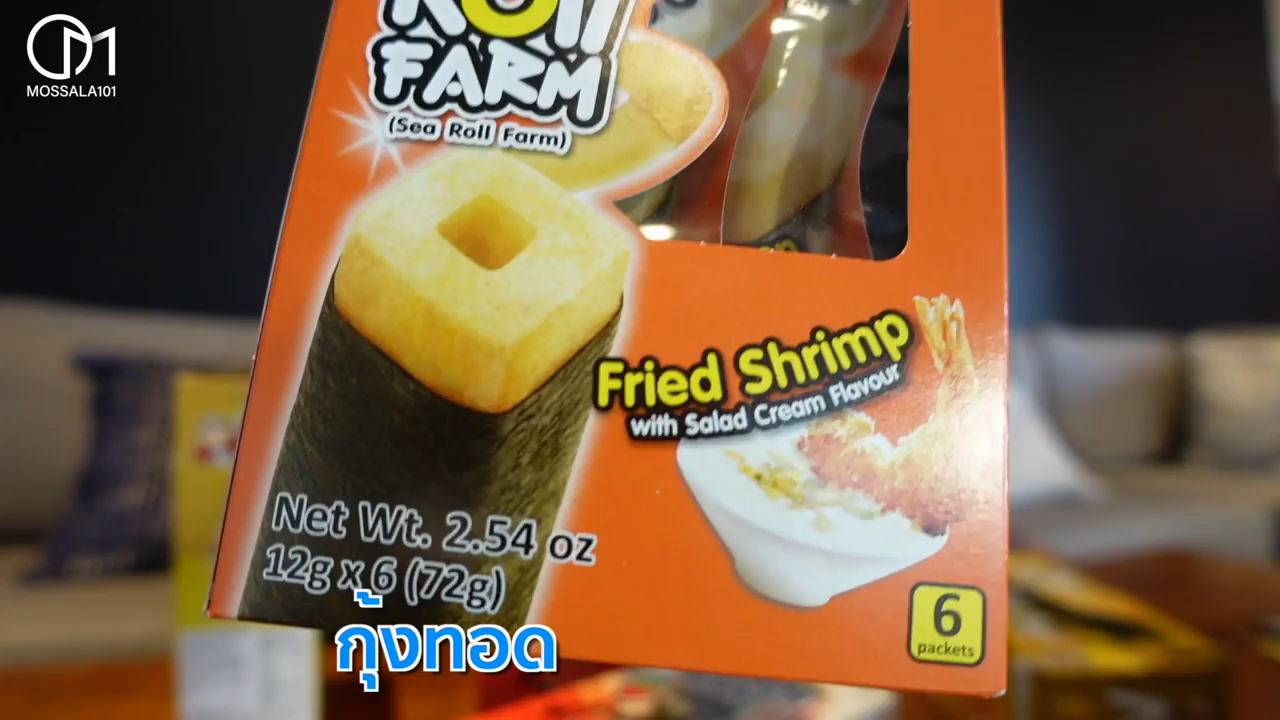 MOSSALA101
Roll
FARM
(Sea Roll Farm)
Fried Shrimp
with Salad Cream Flavour
Net Wt. 2.54 oz
12g x 6 (72g)
6
packets
กุ้งทอด